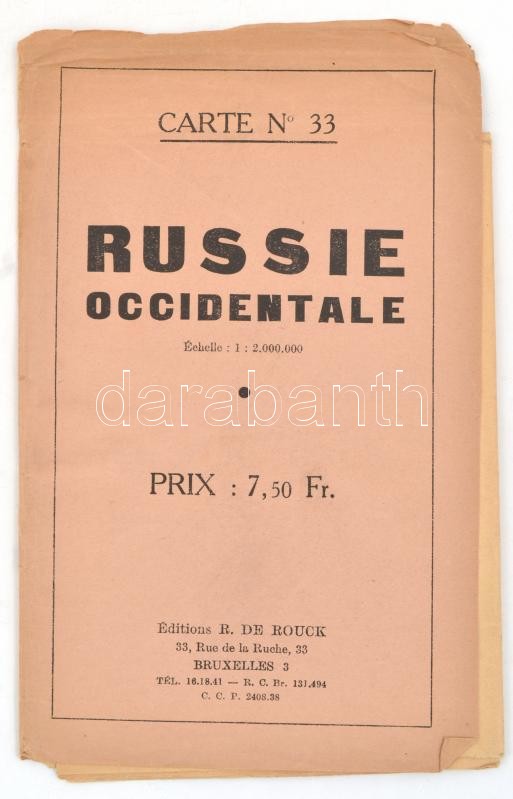 CARTE Nº 33
RUSSIE
OCCIDENTALE
Échelle : 1 : 2.000.000
darabanth
PRIX : 7,50 Fr.
Éditions R. DE ROUCK
33, Rue de la Ruche, 33
BRUXELLES 3
TÉL. 16.18.41 — R. C. Br. 131.494
C. C. P. 2408.38